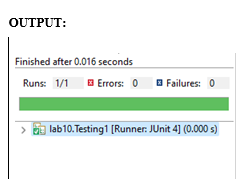 OUTPUT:
Finished after 0.016 seconds
Runs: 1/1 Errors: 0 Failures: 0
lab10.Testing1 [Runner: JUnit 4] (0.000 s)